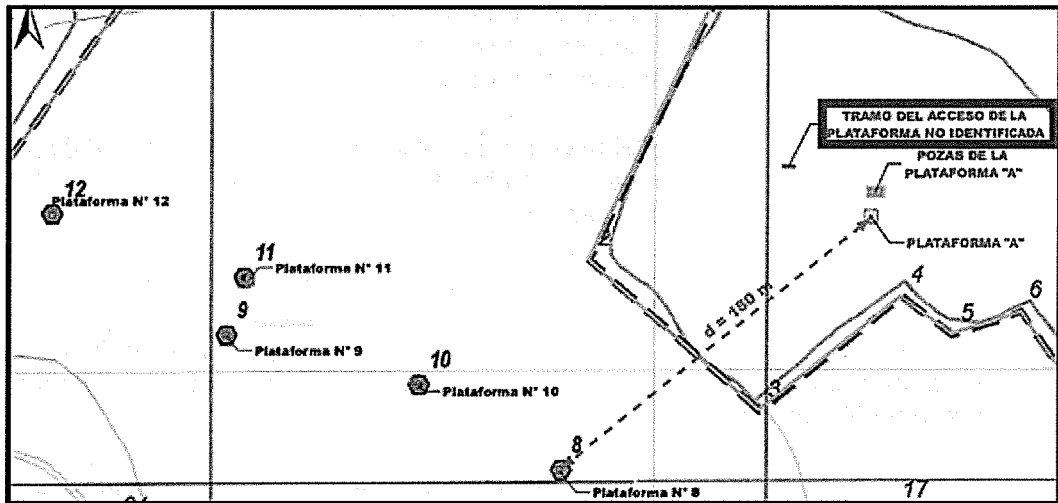 TRAMO DEL ACCESO DE LA
PLATAFORMA NO IDENTIFICADA
POZAS DE LA
PLATAFORMA "A"
PLATAFORMA "A"
12
Plataforma N° 12
11
Plataforma N° 11
9
Plataforma N° 9
10
Plataforma N° 10
8
Plataforma N° 8
d = 180 m
3
4
5
6
17